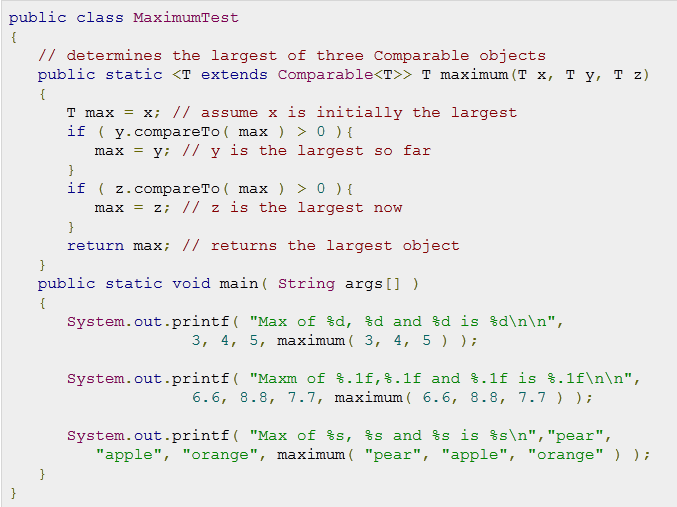 public class MaximumTest
{
   // determines the largest of three Comparable objects
   public static <T extends Comparable<T>> T maximum(T x, T y, T z)
   {
      T max = x; // assume x is initially the largest
      if ( y.compareTo( max ) > 0 ){
         max = y; // y is the largest so far
      }
      if ( z.compareTo( max ) > 0 ){
         max = z; // z is the largest now
      }
      return max; // returns the largest object
   }
   public static void main( String args[] )
   {
      System.out.printf( "Max of %d, %d and %d is %d\n\n",
                   3, 4, 5, maximum( 3, 4, 5 ) );

      System.out.printf( "Maxm of %.1f,%.1f and %.1f is %.1f\n\n",
                   6.6, 8.8, 7.7, maximum( 6.6, 8.8, 7.7 ) );

      System.out.printf( "Max of %s, %s and %s is %s\n","pear",
         "apple", "orange", maximum( "pear", "apple", "orange" ) );
   }
}